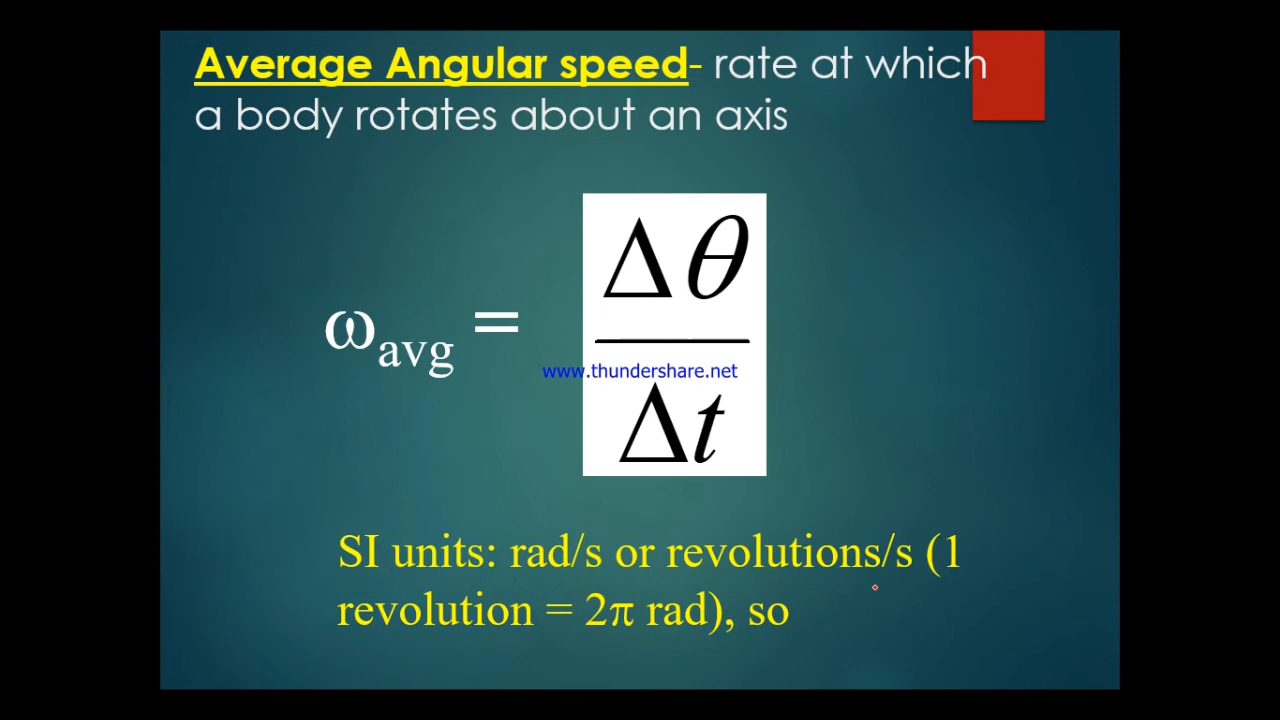 Average Angular speed- rate at which
a body rotates about an axis
ωavg =
Δθ
www.thundershare.net
Δt
SI units: rad/s or revolutions/s (1
revolution = 2π rad), so